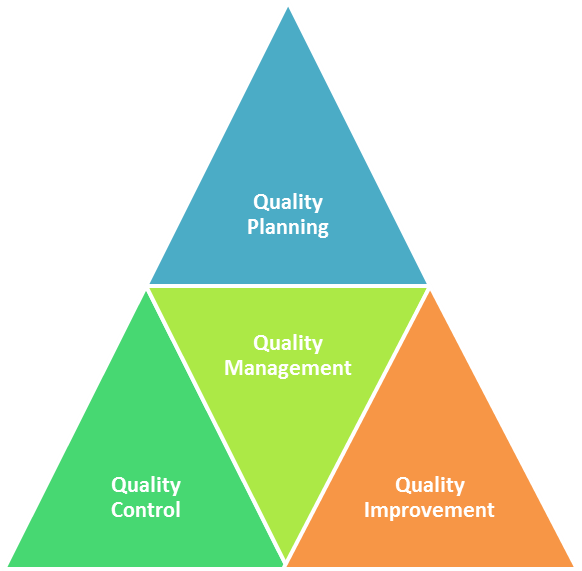 Quality
Planning
Quality
Management
Quality
Control
Quality
Improvement